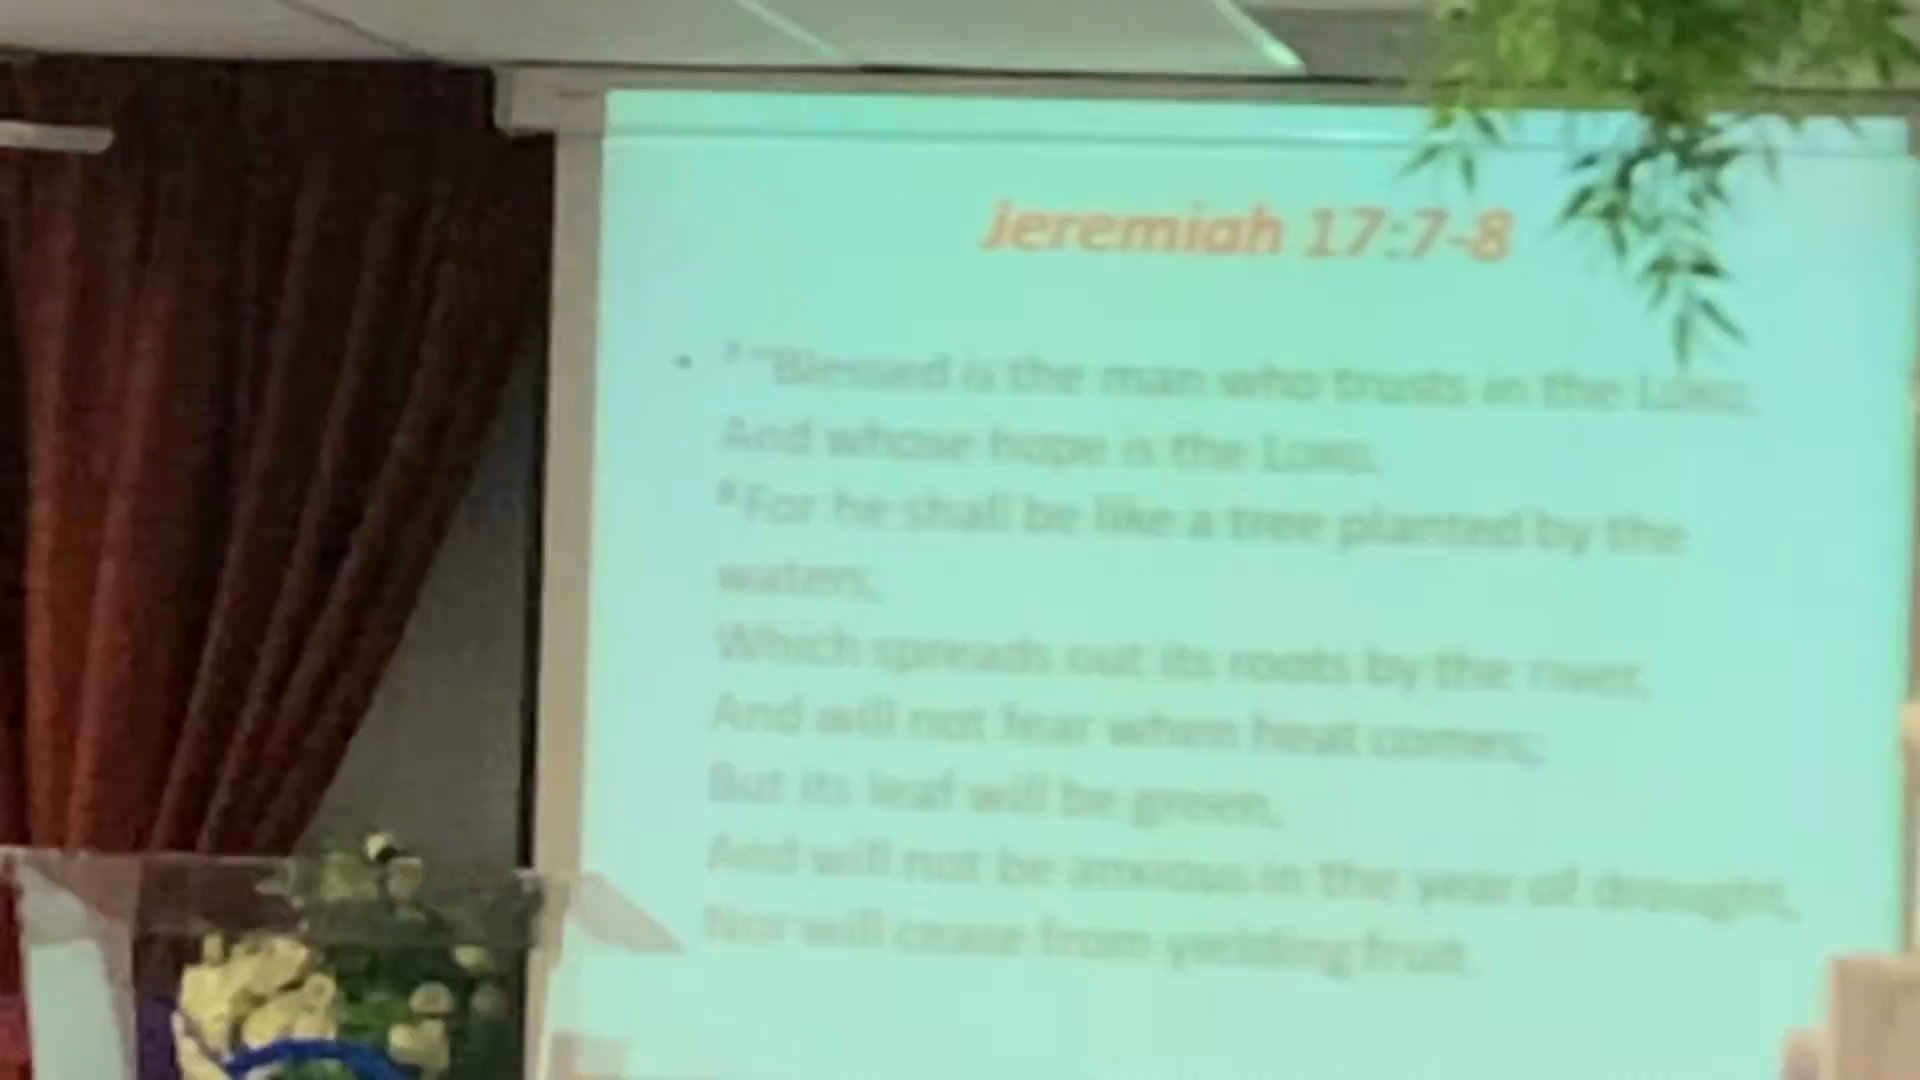 Jeremiah 17:7-8
• 7 "Blessed is the man who trusts in the LORD,
And whose hope is the LORD.
8 For he shall be like a tree planted by the
waters,
Which spreads out its roots by the river,
And will not fear when heat comes;
But its leaf will be green,
And will not be anxious in the year of drought,
Nor will cease from yielding fruit.